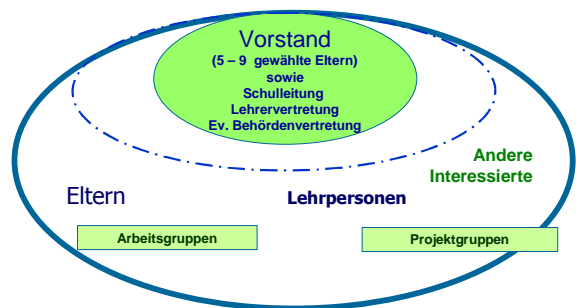 Vorstand
(5 – 9 gewählte Eltern)
sowie
Schulleitung
Lehrervertretung
Ev. Behördenvertretung
Andere
Interessierte
Eltern
Lehrpersonen
Arbeitsgruppen
Projektgruppen